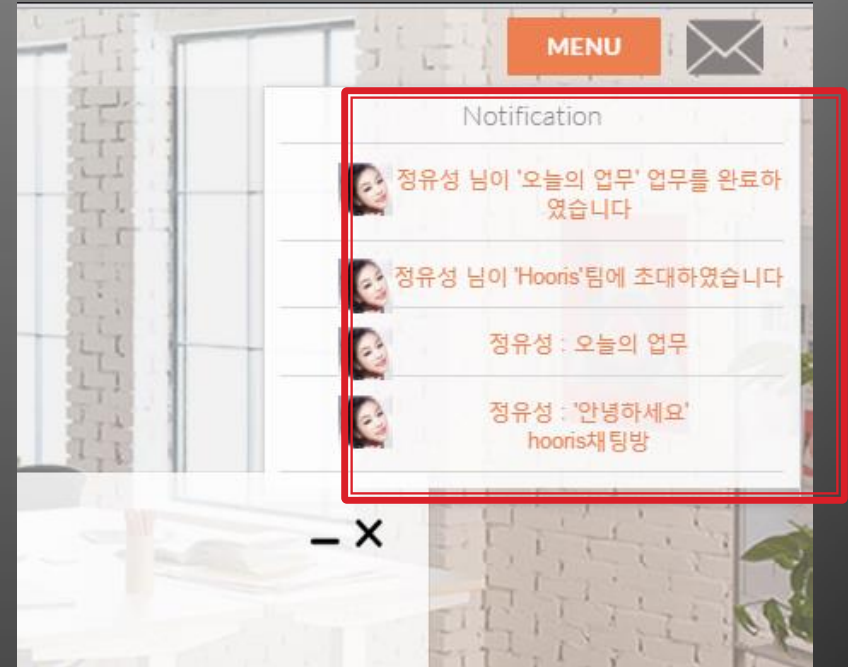 MENU
Notification
정유성 님이 '오늘의 업무' 업무를 완료하
였습니다
정유성 님이 'Hooris'팀에 초대하였습니다
정유성 : 오늘의 업무
정유성 : '안녕하세요'
hooris채팅방